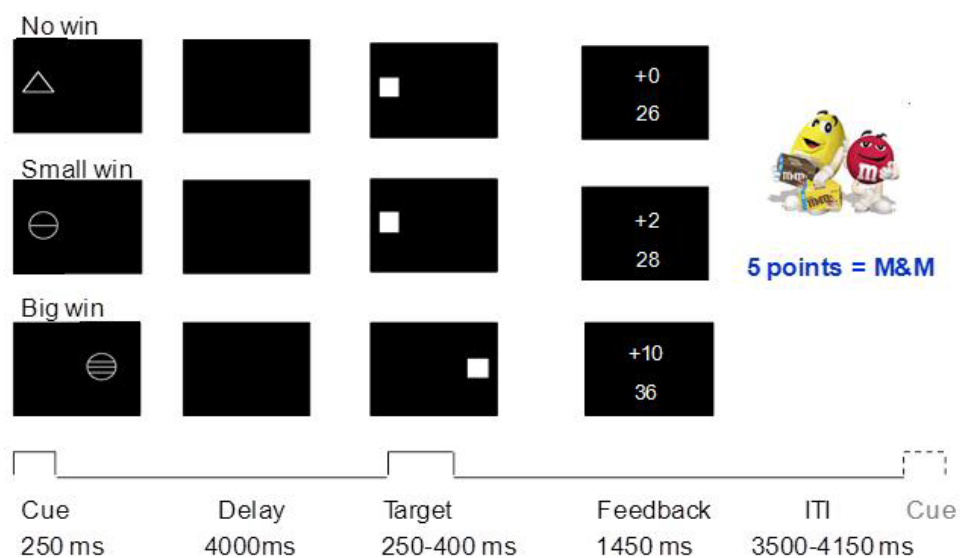 No win
+0
26
Small win
+2
28
5 points = M&M
Big win
+10
36
Cue Delay Target Feedback ITI Cue
250 ms 4000ms 250-400 ms 1450 ms 3500-4150 ms